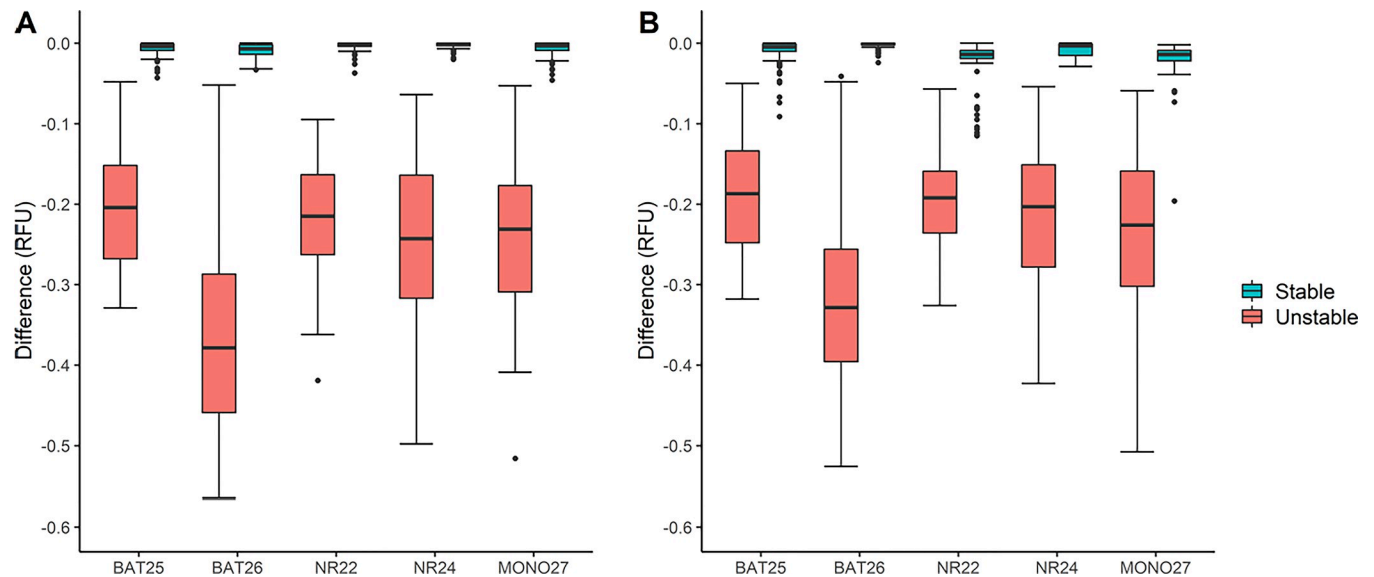 A
0.0
-0.1
-0.2
-0.3
-0.4
-0.5
-0.6
Difference (RFU)
BAT25 BAT26 NR22 NR24 MONO27
B
0.0
-0.1
-0.2
-0.3
-0.4
-0.5
-0.6
Difference (RFU)
BAT25 BAT26 NR22 NR24 MONO27
Stable
Unstable